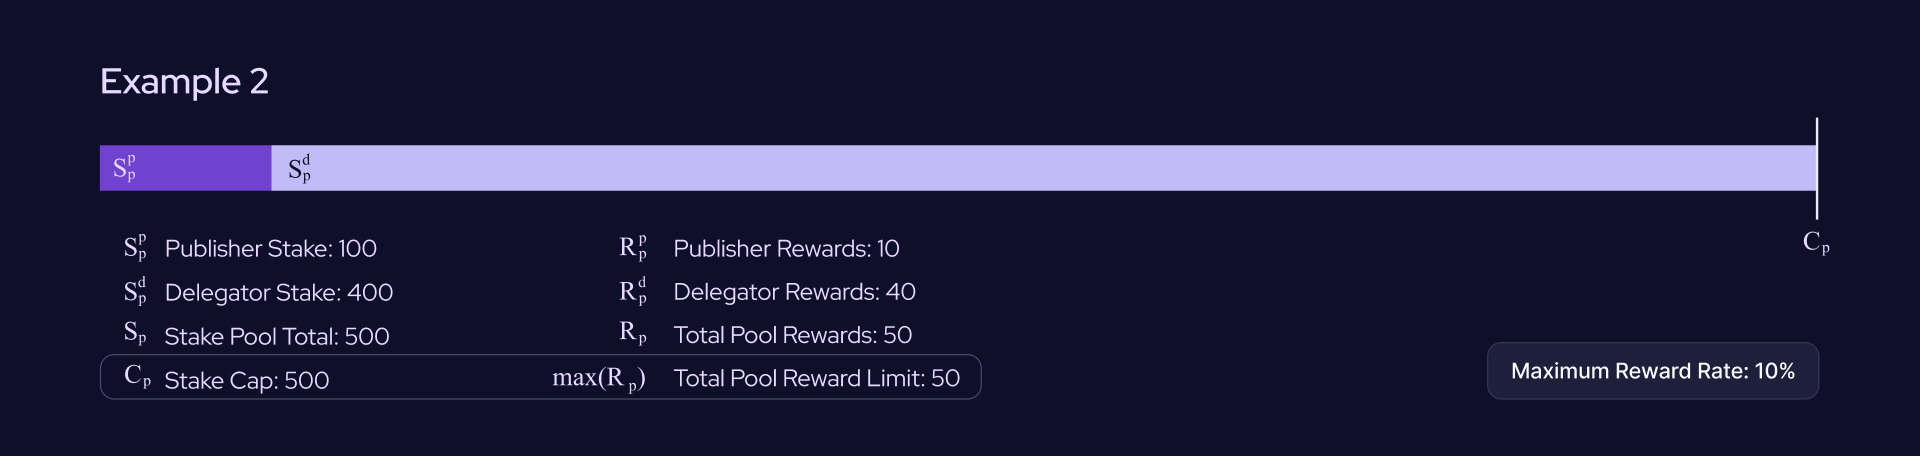 Example 2
S_p^p
S_p^d
C_p
S_p^p Publisher Stake: 100
R_p^p Publisher Rewards: 10
S_p^d Delegator Stake: 400
R_p^d Delegator Rewards: 40
S_p Stake Pool Total: 500
R_p Total Pool Rewards: 50
C_p Stake Cap: 500
max(R_p) Total Pool Reward Limit: 50
Maximum Reward Rate: 10%